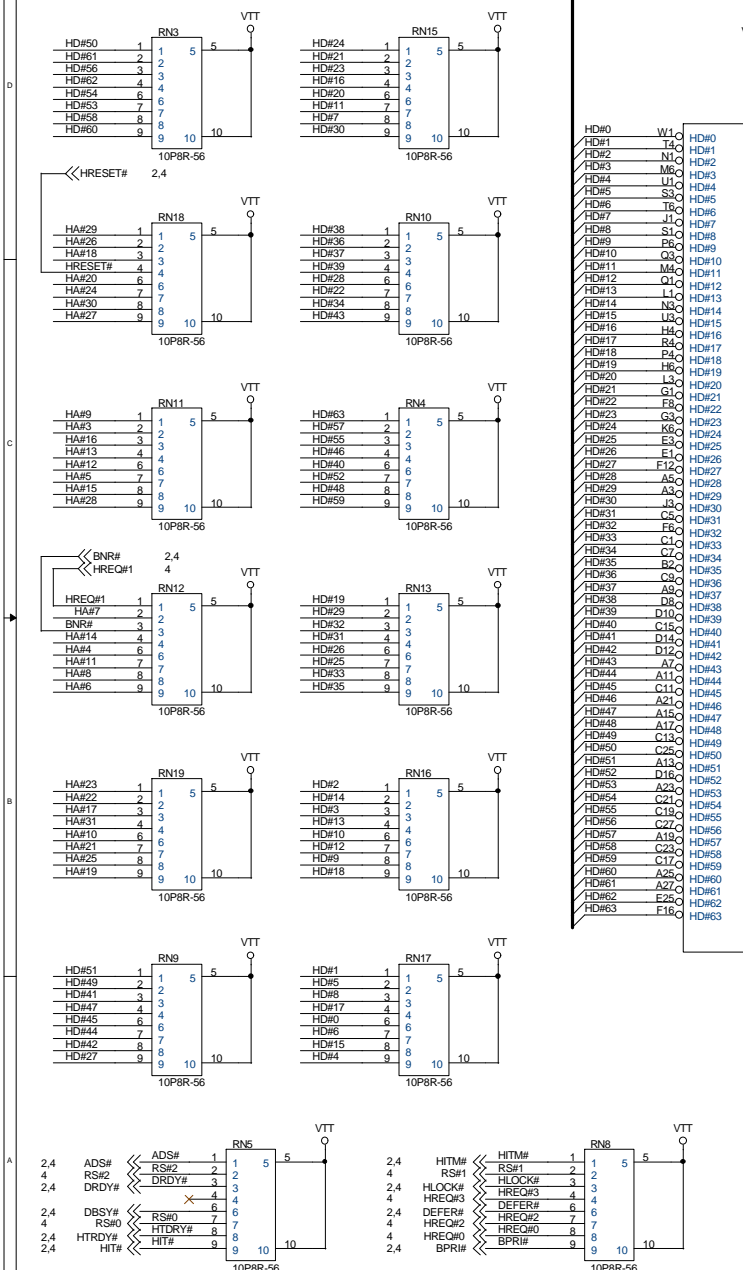 D
C
B
A
VTT
RN3
HD#50 1 1 5 5
HD#61 2 2
HD#56 3 3
HD#62 4 4
HD#54 6 6
HD#53 7 7
HD#58 8 8
HD#60 9 9 10 10
10P8R-56
VTT
RN15
HD#24 1 1 5 5
HD#21 2 2
HD#23 3 3
HD#16 4 4
HD#20 6 6
HD#11 7 7
HD#7 8 8
HD#30 9 9 10 10
10P8R-56
HRESET# 2,4
VTT
RN18
HA#29 1 1 5 5
HA#26 2 2
HA#18 3 3
HRESET# 4 4
HA#20 6 6
HA#24 7 7
HA#30 8 8
HA#27 9 9 10 10
10P8R-56
VTT
RN10
HD#38 1 1 5 5
HD#36 2 2
HD#37 3 3
HD#39 4 4
HD#28 6 6
HD#22 7 7
HD#34 8 8
HD#43 9 9 10 10
10P8R-56
VTT
RN11
HA#9 1 1 5 5
HA#3 2 2
HA#16 3 3
HA#13 4 4
HA#12 6 6
HA#5 7 7
HA#15 8 8
HA#28 9 9 10 10
10P8R-56
VTT
RN4
HD#63 1 1 5 5
HD#57 2 2
HD#55 3 3
HD#46 4 4
HD#40 6 6
HD#52 7 7
HD#48 8 8
HD#59 9 9 10 10
10P8R-56
BNR# 2,4
HREQ#1 4
VTT
RN12
HREQ#1 1 1 5 5
HA#7 2 2
BNR# 3 3
HA#14 4 4
HA#4 6 6
HA#11 7 7
HA#8 8 8
HA#6 9 9 10 10
10P8R-56
VTT
RN13
HD#19 1 1 5 5
HD#29 2 2
HD#32 3 3
HD#31 4 4
HD#26 6 6
HD#25 7 7
HD#33 8 8
HD#35 9 9 10 10
10P8R-56
VTT
RN19
HA#23 1 1 5 5
HA#22 2 2
HA#17 3 3
HA#31 4 4
HA#10 6 6
HA#21 7 7
HA#25 8 8
HA#19 9 9 10 10
10P8R-56
VTT
RN16
HD#2 1 1 5 5
HD#14 2 2
HD#3 3 3
HD#13 4 4
HD#10 6 6
HD#12 7 7
HD#9 8 8
HD#18 9 9 10 10
10P8R-56
VTT
RN9
HD#51 1 1 5 5
HD#49 2 2
HD#41 3 3
HD#47 4 4
HD#45 6 6
HD#44 7 7
HD#42 8 8
HD#27 9 9 10 10
10P8R-56
VTT
RN17
HD#1 1 1 5 5
HD#5 2 2
HD#8 3 3
HD#17 4 4
HD#0 6 6
HD#6 7 7
HD#15 8 8
HD#4 9 9 10 10
10P8R-56
VTT
RN5
2,4 ADS# ADS# 1 1 5 5
4 RS#2 RS#2 2 2
2,4 DRDY# DRDY# 3 3
4 4
2,4 DBSY# 6 6
4 RS#0 RS#0 7 7
2,4 HTRDY# HTDRY# 8 8
2,4 HIT# HIT# 9 9 10 10
10P8R-56
VTT
RN8
2,4 HITM# HITM# 1 1 5 5
4 RS#1 RS#1 2 2
2,4 HLOCK# HLOCK# 3 3
4 HREQ#3 HREQ#3 4 4
2,4 DEFER# DEFER# 6 6
4 HREQ#2 HREQ#2 7 7
4 HREQ#0 HREQ#0 8 8
2,4 BPRI# BPRI# 9 9 10 10
10P8R-56
HD#0 W1 HD#0
HD#1 T4 HD#1
HD#2 N1 HD#2
HD#3 M6 HD#3
HD#4 U1 HD#4
HD#5 S3 HD#5
HD#6 T6 HD#6
HD#7 J1 HD#7
HD#8 S1 HD#8
HD#9 P6 HD#9
HD#10 Q3 HD#10
HD#11 M4 HD#11
HD#12 Q1 HD#12
HD#13 L1 HD#13
HD#14 N3 HD#14
HD#15 U3 HD#15
HD#16 H4 HD#16
HD#17 R4 HD#17
HD#18 P4 HD#18
HD#19 H6 HD#19
HD#20 L3 HD#20
HD#21 G1 HD#21
HD#22 F8 HD#22
HD#23 G3 HD#23
HD#24 K6 HD#24
HD#25 E3 HD#25
HD#26 E1 HD#26
HD#27 F12 HD#27
HD#28 A5 HD#28
HD#29 A3 HD#29
HD#30 J3 HD#30
HD#31 C5 HD#31
HD#32 F6 HD#32
HD#33 C1 HD#33
HD#34 C7 HD#34
HD#35 B2 HD#35
HD#36 C9 HD#36
HD#37 A9 HD#37
HD#38 D8 HD#38
HD#39 D10 HD#39
HD#40 C15 HD#40
HD#41 D14 HD#41
HD#42 D12 HD#42
HD#43 A7 HD#43
HD#44 A11 HD#44
HD#45 C11 HD#45
HD#46 A21 HD#46
HD#47 A15 HD#47
HD#48 A17 HD#48
HD#49 C13 HD#49
HD#50 C25 HD#50
HD#51 A13 HD#51
HD#52 D16 HD#52
HD#53 A23 HD#53
HD#54 C21 HD#54
HD#55 C19 HD#55
HD#56 C27 HD#56
HD#57 A19 HD#57
HD#58 C23 HD#58
HD#59 C17 HD#59
HD#60 A25 HD#60
HD#61 A27 HD#61
HD#62 E25 HD#62
HD#63 F16 HD#63